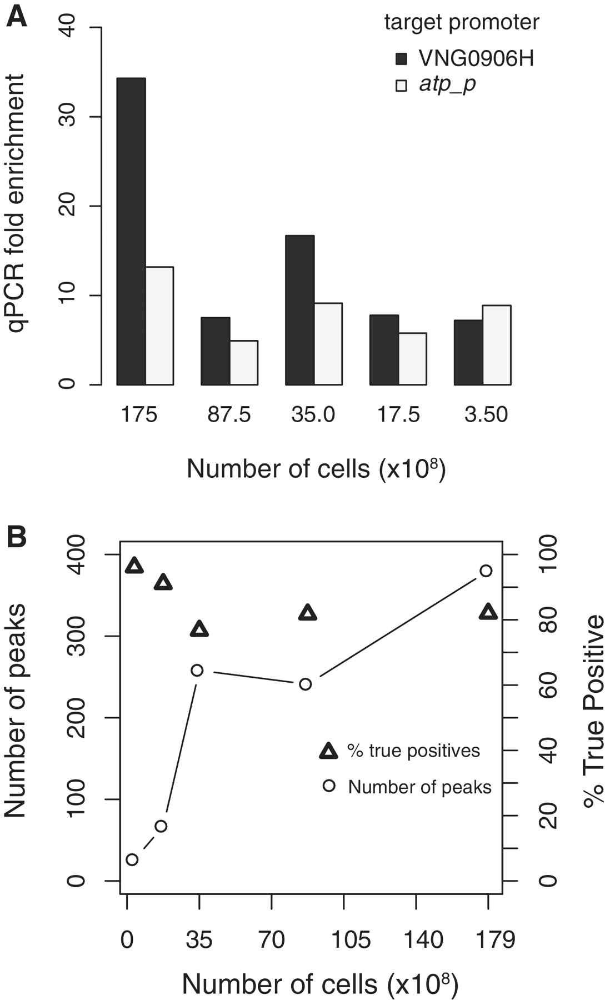 A
target promoter
VNG0906H
atp_p
qPCR fold enrichment
40
30
20
10
0
175 87.5 35.0 17.5 3.50
Number of cells (x10⁸)
B
Number of peaks
400
300
200
100
0
% True Positive
100
80
60
40
20
0
% true positives
Number of peaks
0 35 70 105 140 179
Number of cells (x10⁸)